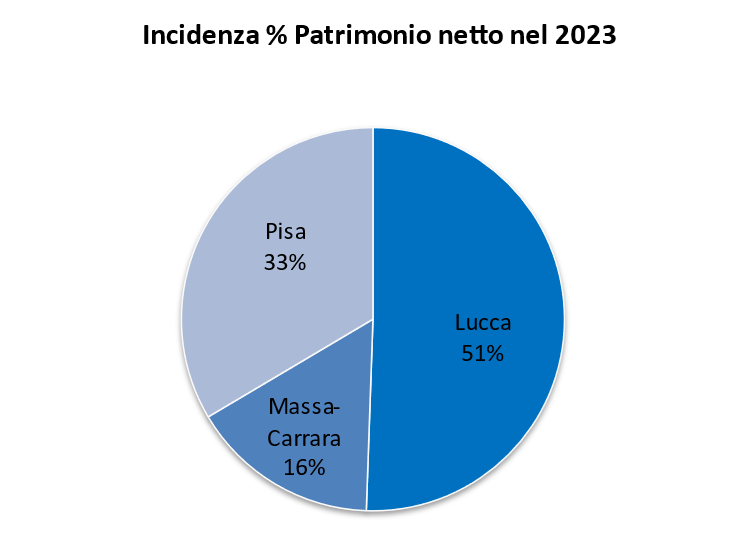 Incidenza % Patrimonio netto nel 2023
Pisa
33%
Lucca
51%
Massa-
Carrara
16%